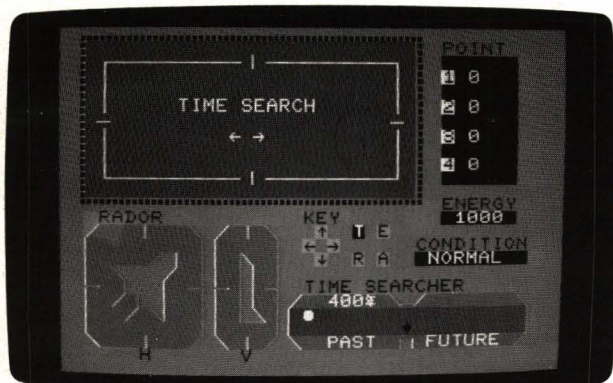 POINT
1 0
2 0
3 0
4 0
TIME SEARCH
← →
ENERGY
1000
RADOR
KEY
↑
← →
↓
T E
R A
CONDITION
NORMAL
TIME SEARCHER
400%
PAST FUTURE
H V